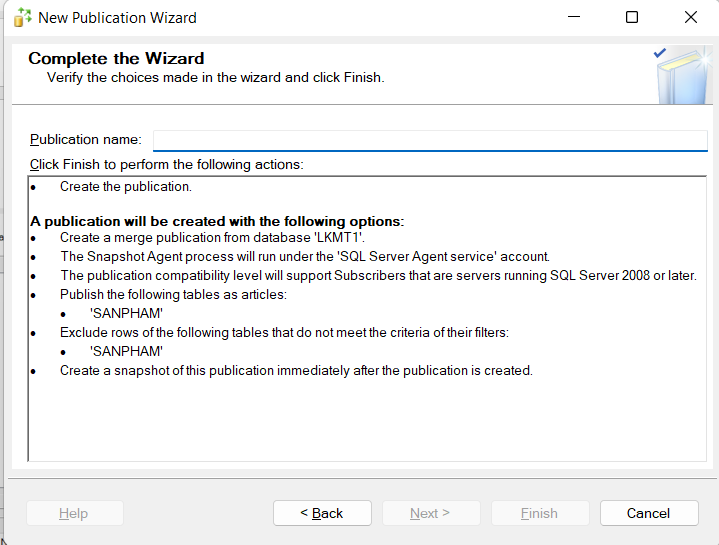 New Publication Wizard
Complete the Wizard
Verify the choices made in the wizard and click Finish.
Publication name:
Click Finish to perform the following actions:
• Create the publication.
A publication will be created with the following options:
• Create a merge publication from database 'LKMT1'.
• The Snapshot Agent process will run under the 'SQL Server Agent service' account.
• The publication compatibility level will support Subscribers that are servers running SQL Server 2008 or later.
• Publish the following tables as articles:
• 'SANPHAM'
• Exclude rows of the following tables that do not meet the criteria of their filters:
• 'SANPHAM'
• Create a snapshot of this publication immediately after the publication is created.
Help
< Back
Next >
Finish
Cancel